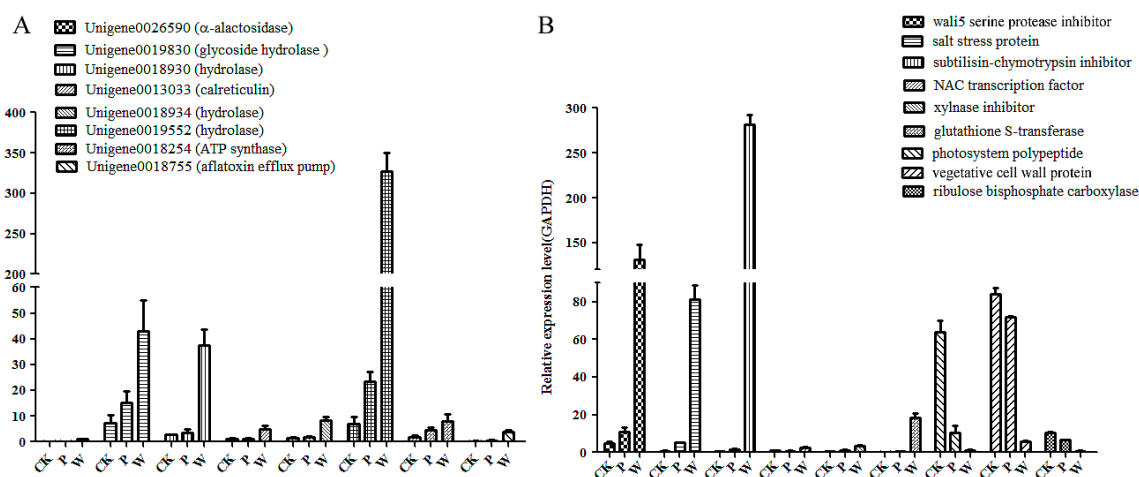 A
Unigene0026590 (α-alactosidase)
Unigene0019830 (glycoside hydrolase )
Unigene0018930 (hydrolase)
Unigene0013033 (calreticulin)
Unigene0018934 (hydrolase)
Unigene0019552 (hydrolase)
Unigene0018254 (ATP synthase)
Unigene0018755 (aflatoxin efflux pump)
400
350
300
250
200
60
50
40
30
20
10
0
CK P W CK P W CK P W CK P W CK P W CK P W CK P W CK P W
B
wali5 serine protease inhibitor
salt stress protein
subtilisin-chymotrypsin inhibitor
NAC transcription factor
xylnase inhibitor
glutathione S-transferase
photosystem polypeptide
vegetative cell wall protein
ribulose bisphosphate carboxylase
Relative expression level(GAPDH)
300
250
200
150
80
60
40
20
0
CK P W CK P W CK P W CK P W CK P W CK P W CK P W CK P W CK P W